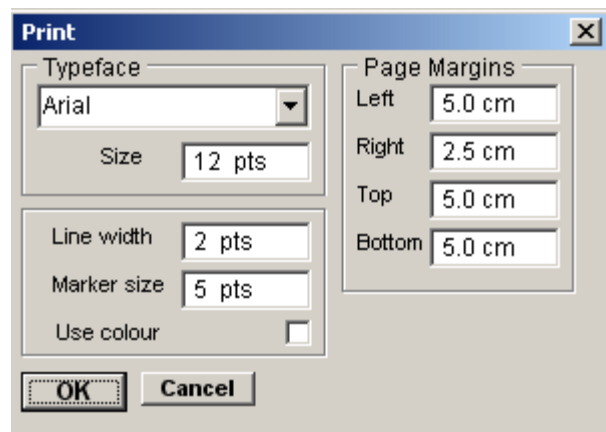 Print
Typeface
Arial
Size 12 pts
Line width 2 pts
Marker size 5 pts
Use colour
Page Margins
Left 5.0 cm
Right 2.5 cm
Top 5.0 cm
Bottom 5.0 cm
OK Cancel